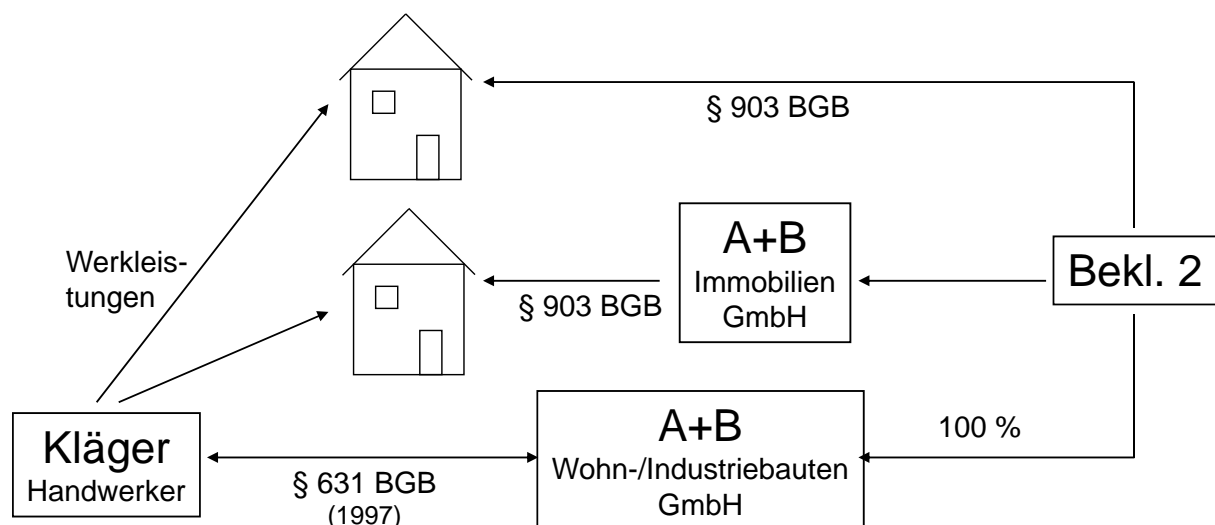 § 903 BGB
Werkleis-
tungen
A+B
Immobilien
GmbH
§ 903 BGB
Bekl. 2
Kläger
Handwerker
§ 631 BGB
(1997)
A+B
Wohn-/Industriebauten
GmbH
100 %